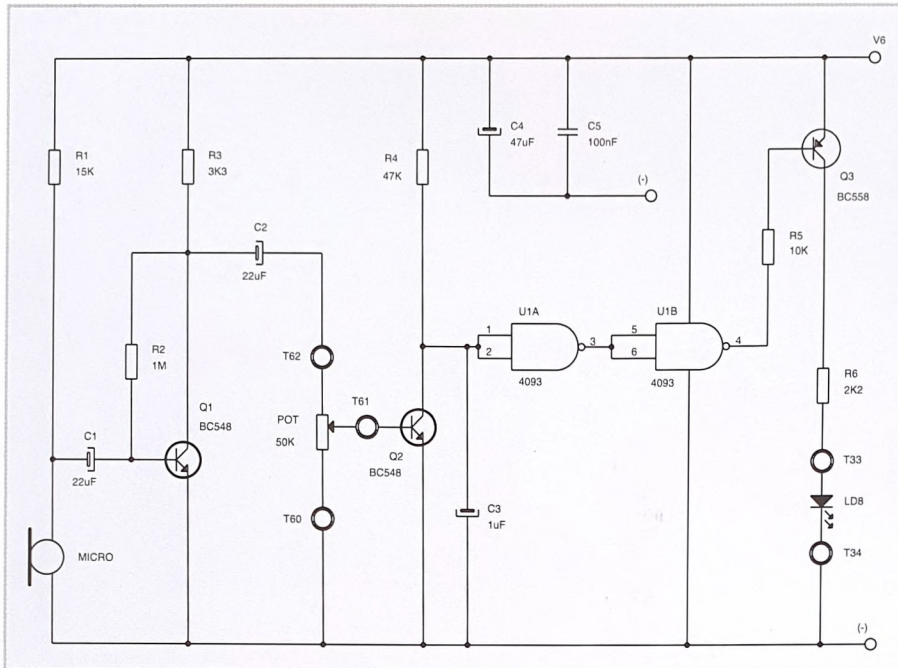 V6
R1
15K
R3
3K3
R4
47K
C4
47uF
C5
100nF
(-)
Q3
BC558
R5
10K
C2
22uF
R2
1M
T62
U1A
1
2
3
4093
U1B
5
6
4
4093
R6
2K2
Q1
BC548
C1
22uF
POT
50K
T61
Q2
BC548
T60
C3
1uF
T33
LD8
T34
MICRO
(-)